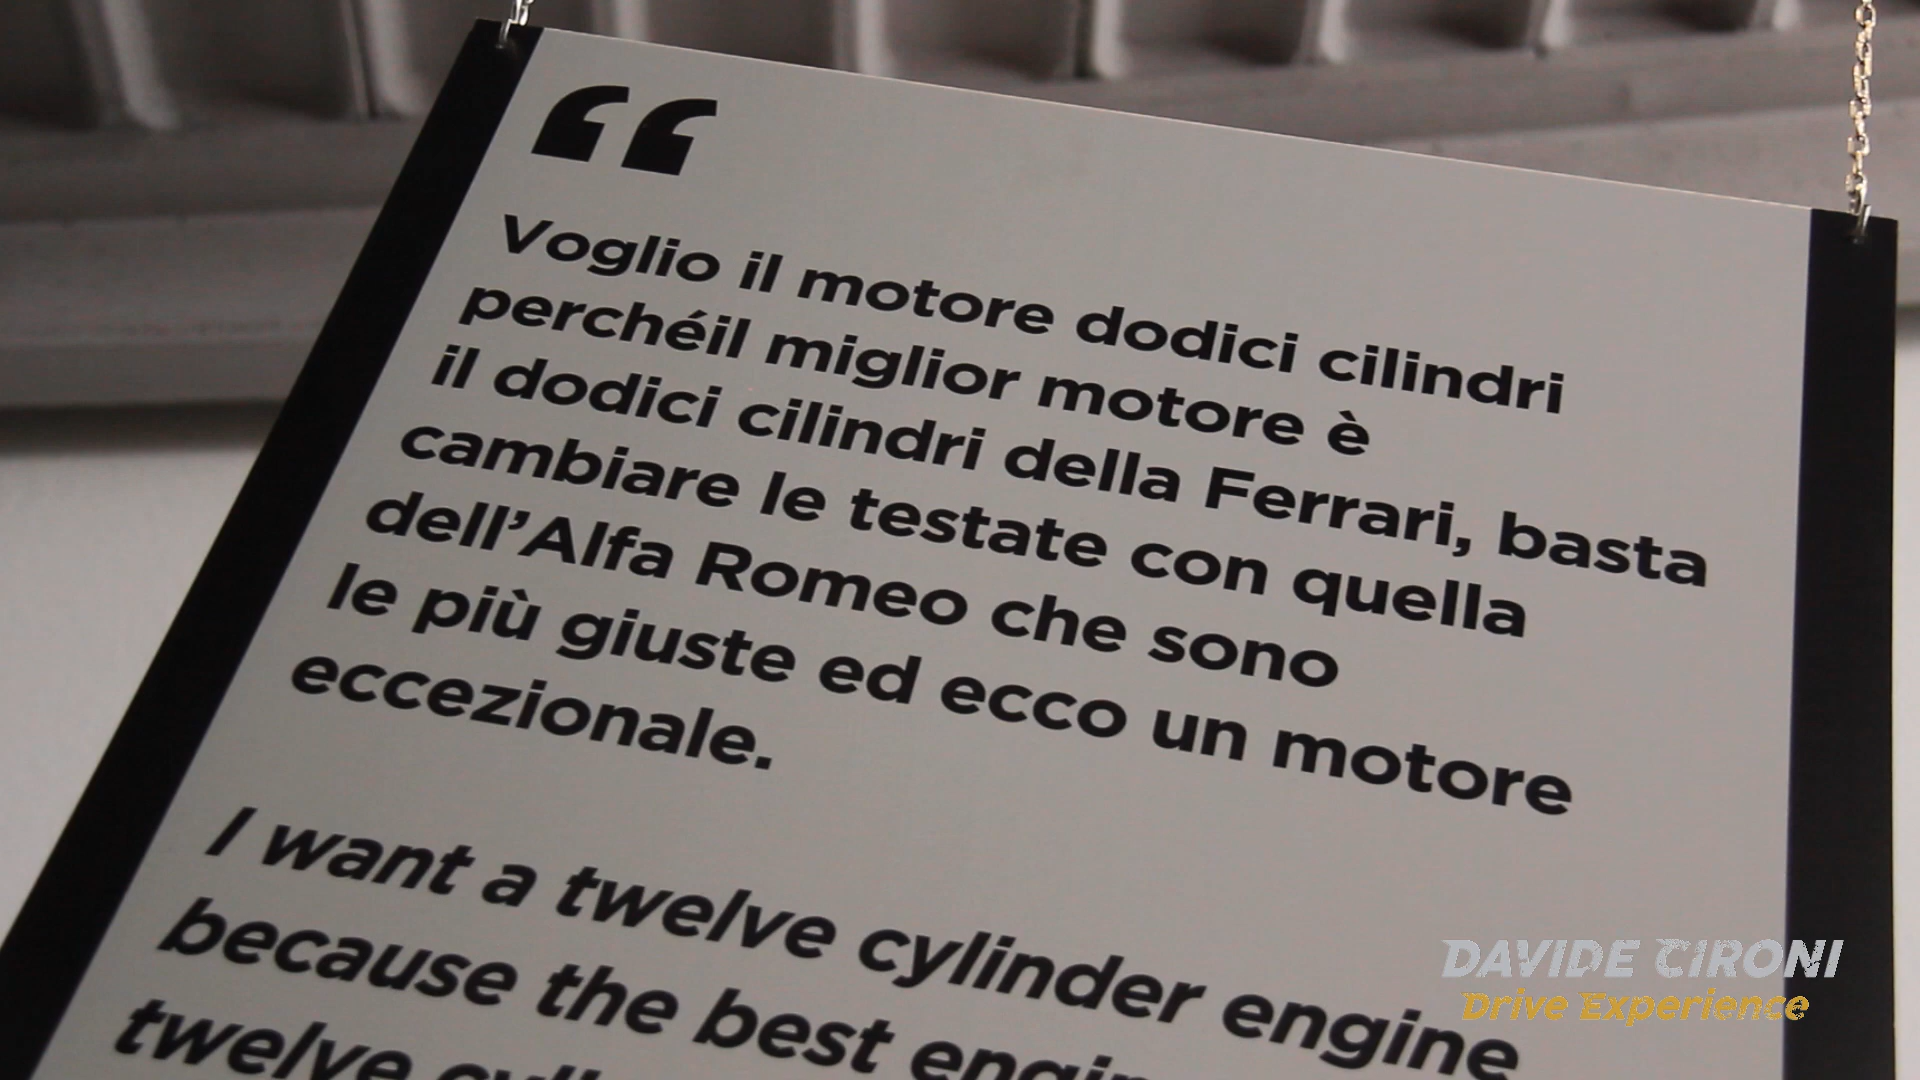 “
Voglio il motore dodici cilindri
perchéil miglior motore è
il dodici cilindri della Ferrari, basta
cambiare le testate con quella
dell’Alfa Romeo che sono
le più giuste ed ecco un motore
eccezionale.
I want a twelve cylinder engine
because the best
twelve
DAVIDE CIRONI
Drive Experience